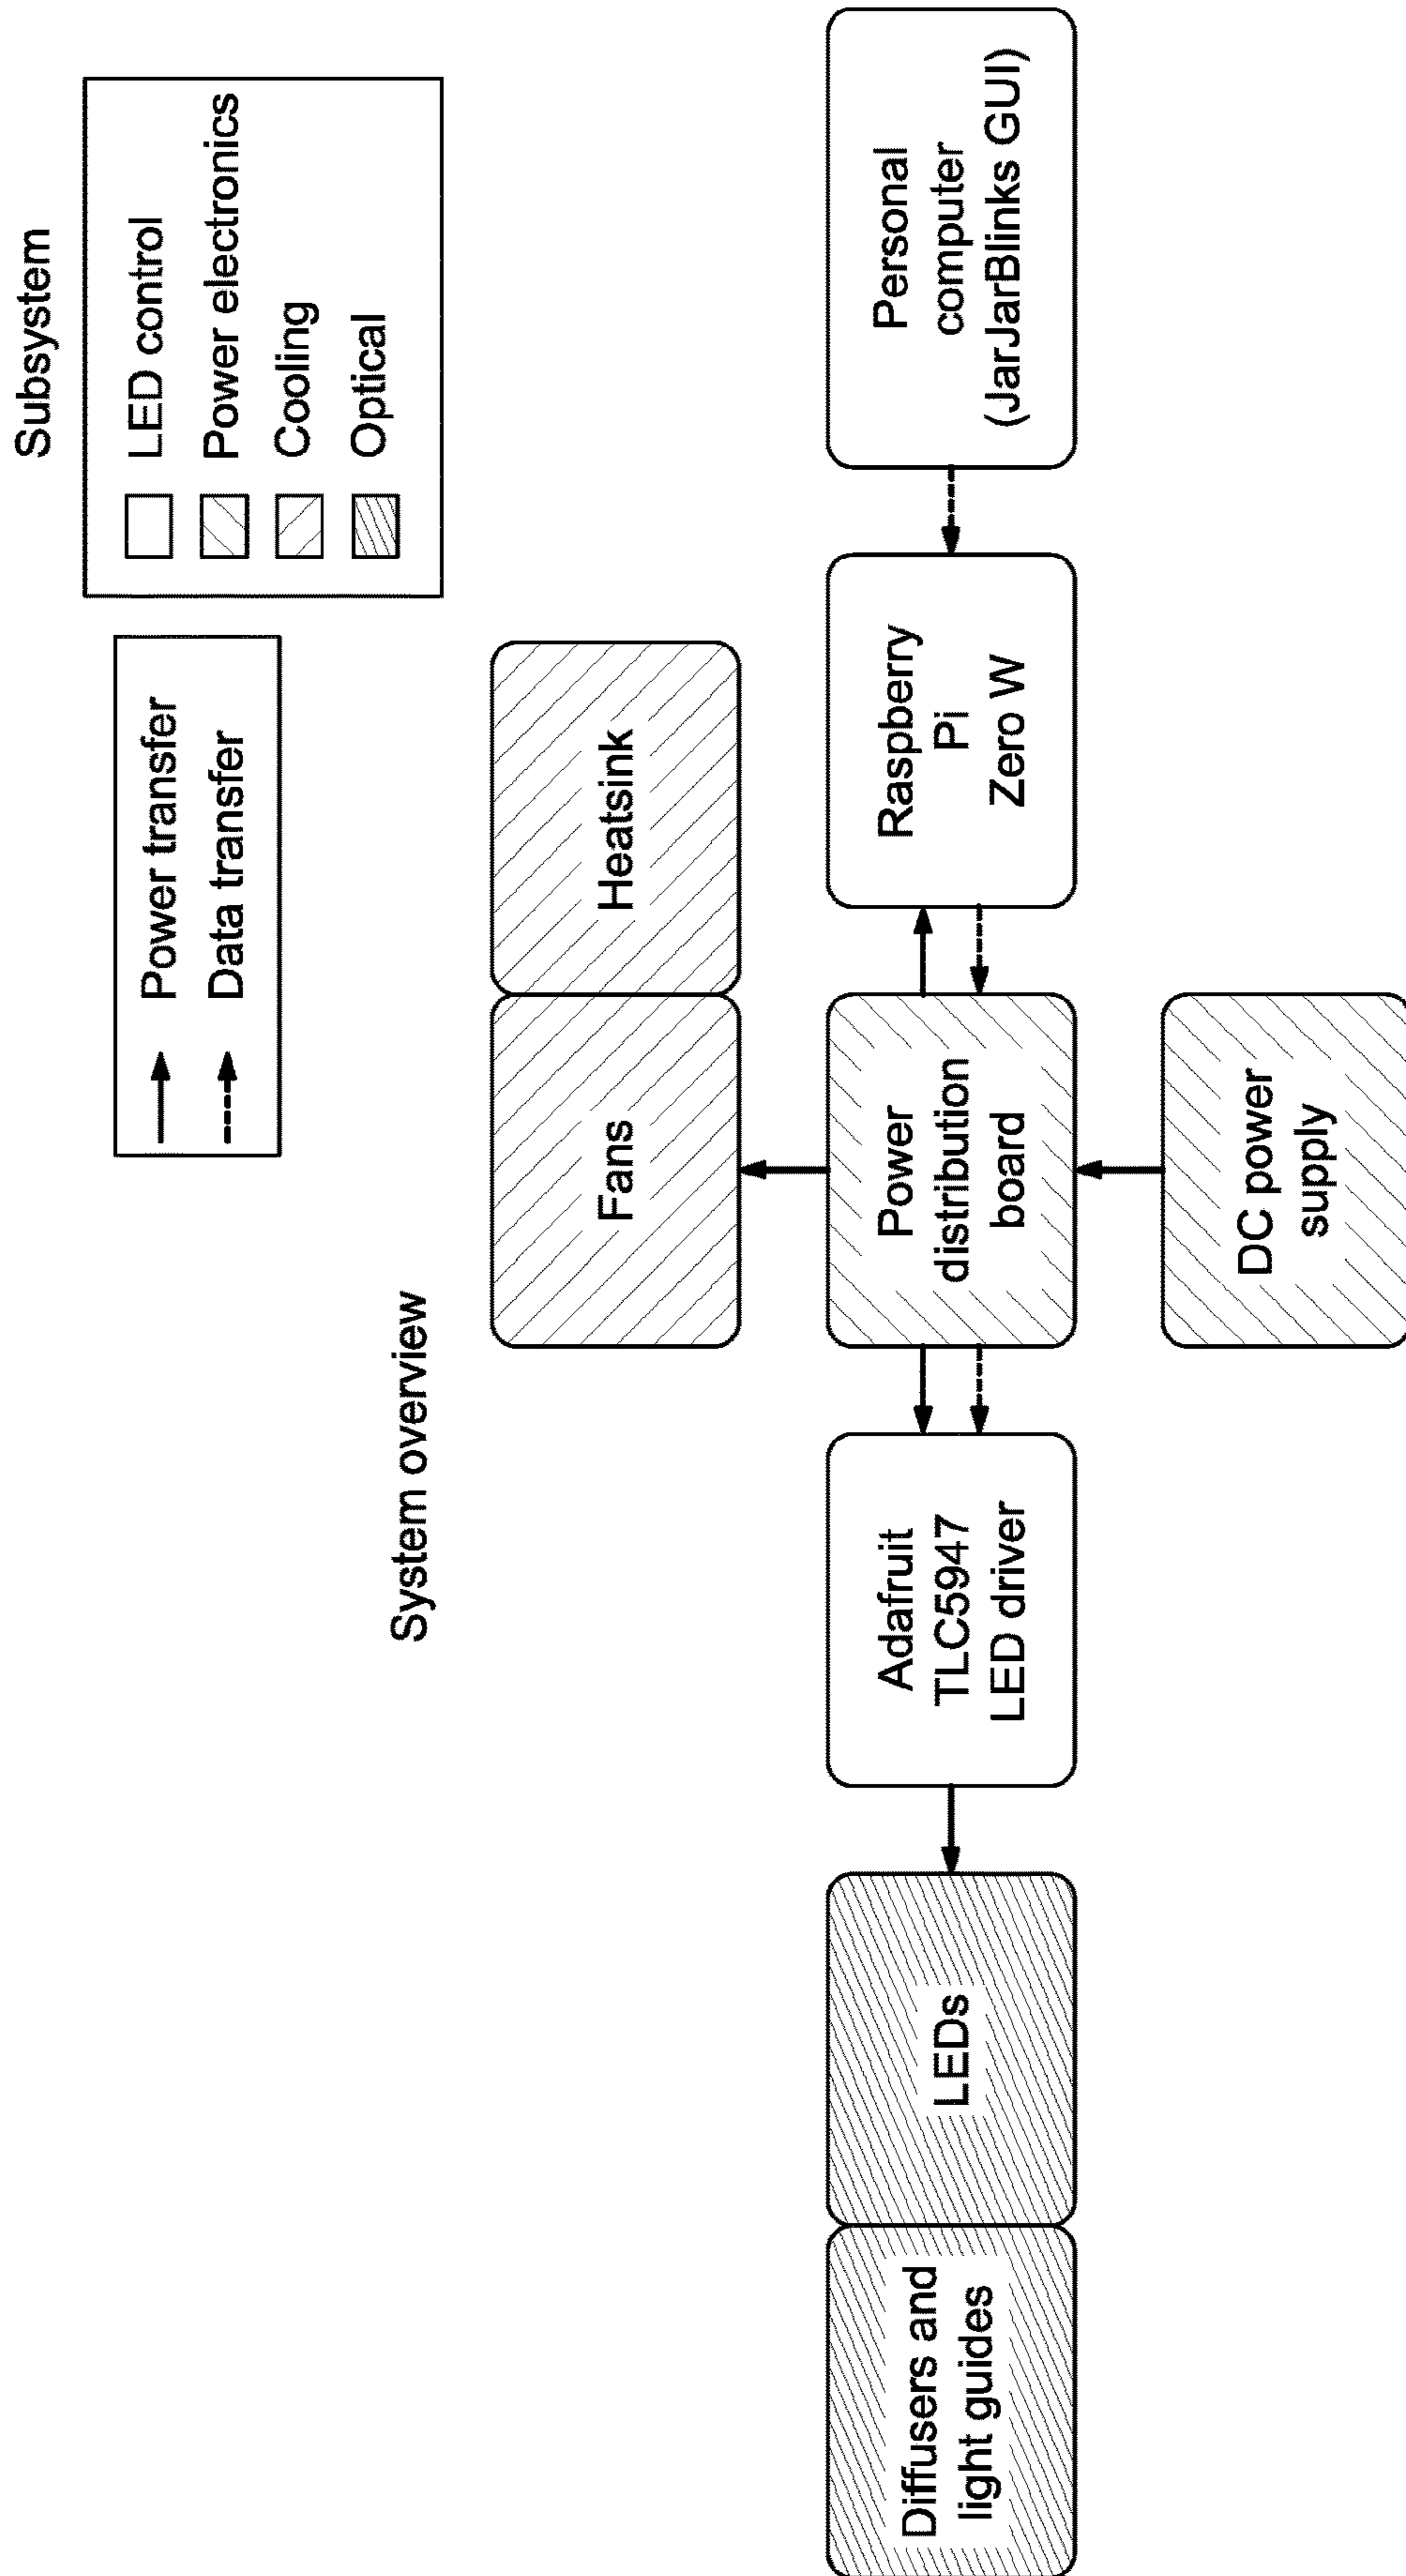 Subsystem
LED control
Power electronics
Cooling
Optical
Power transfer
Data transfer
System overview
Fans
Heatsink
Diffusers and
light guides
LEDs
Adafruit
TLC5947
LED driver
Power
distribution
board
Raspberry
Pi
Zero W
Personal
computer
(JarJarBlinks GUI)
DC power
supply